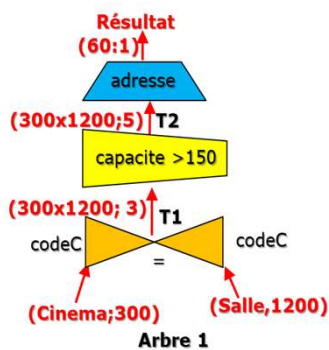 Résultat
(60:1)
adresse
(300x1200;5) T2
capacite >150
(300x1200; 3) T1
codeC codeC
=
(Cinema;300) (Salle,1200)
Arbre 1